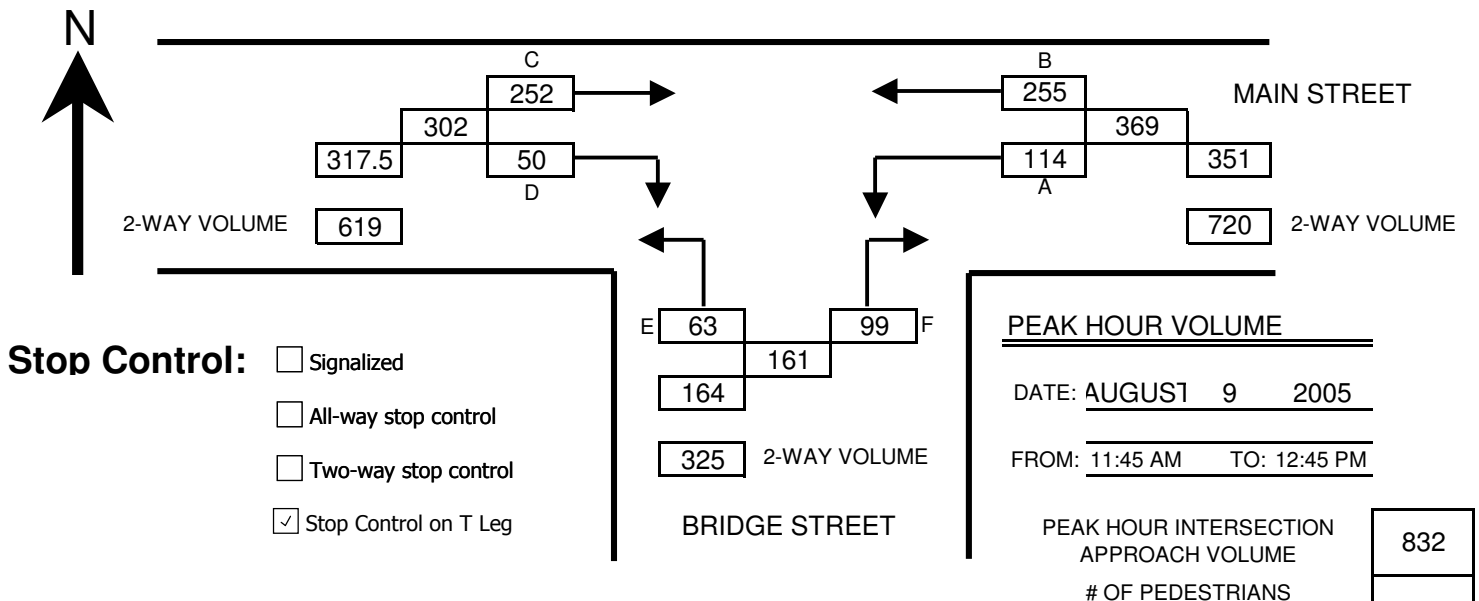 N
C
B
252
255
MAIN STREET
302
369
317.5
50
114
351
D
A
2-WAY VOLUME
619
720
2-WAY VOLUME
E
63
99
F
PEAK HOUR VOLUME
161
Stop Control:
Signalized
164
DATE: AUGUST 9 2005
All-way stop control
325
2-WAY VOLUME
FROM: 11:45 AM TO: 12:45 PM
Two-way stop control
Stop Control on T Leg
BRIDGE STREET
PEAK HOUR INTERSECTION
APPROACH VOLUME
832
# OF PEDESTRIANS